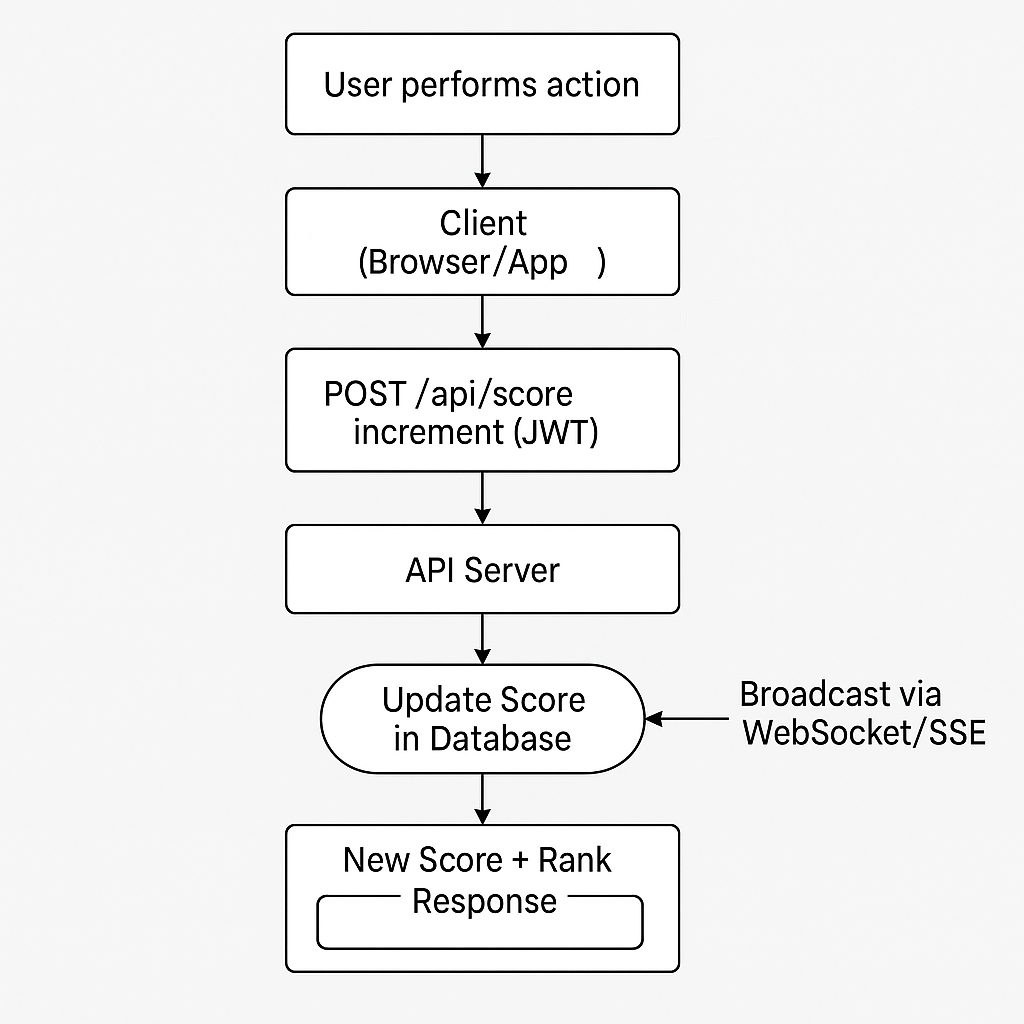 User performs action
Client
(Browser/App )
POST /api/score
increment (JWT)
API Server
Update Score
in Database
Broadcast via
WebSocket/SSE
New Score + Rank
Response